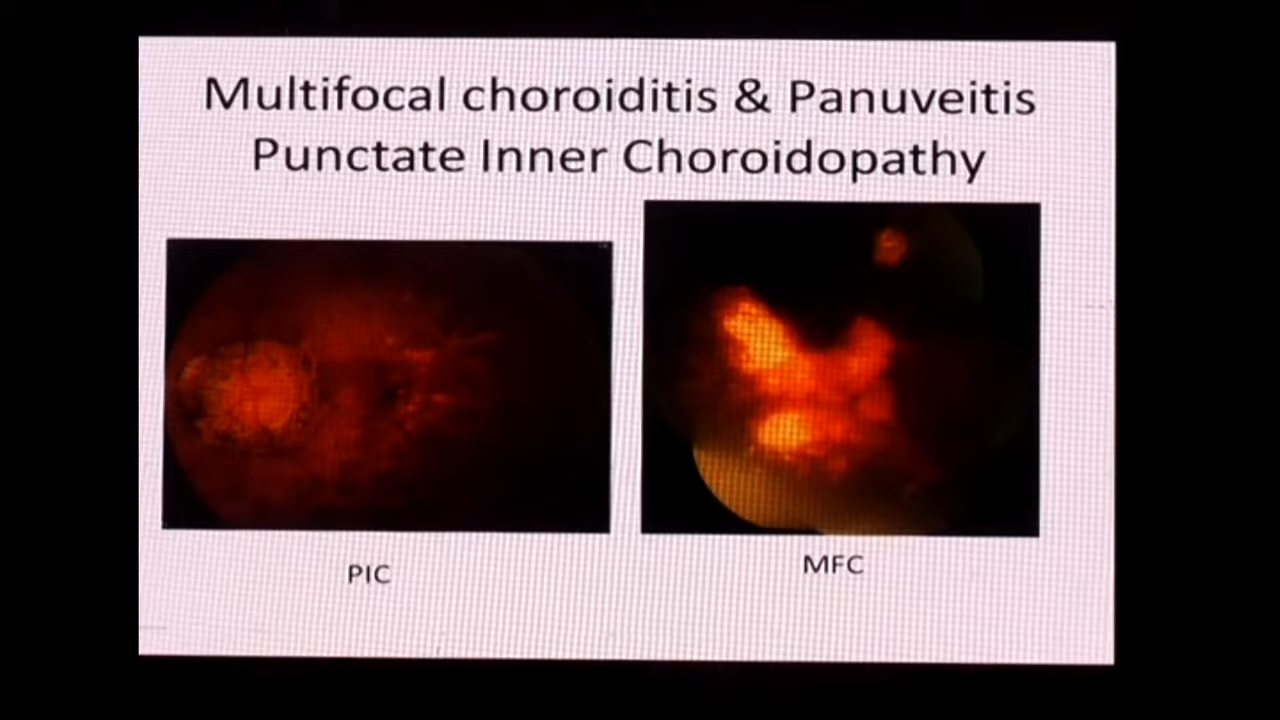 Multifocal choroiditis & Panuveitis
Punctate Inner Choroidopathy
PIC
MFC